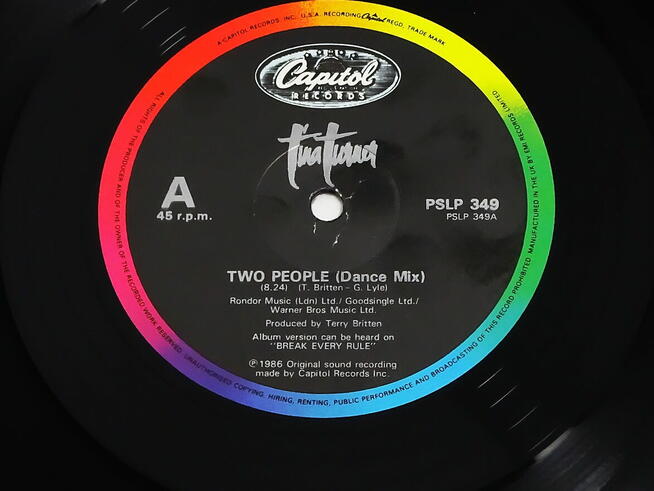 A CAPITOL RECORDS, INC. U.S.A. RECORDING Capitol REGD. TRADE MARK
Capitol
RECORDS
Tina Turner
A
45 r.p.m.
PSLP 349
PSLP 349A
TWO PEOPLE (Dance Mix)
(8.24) (T. Britten - G. Lyle)
Rondor Music (Ldn) Ltd./ Goodsingle Ltd./
Warner Bros Music Ltd.
Produced by Terry Britten
Album version can be heard on
"BREAK EVERY RULE"
℗ 1986 Original sound recording
made by Capitol Records Inc.
ALL RIGHTS OF THE PRODUCER AND OF THE OWNER OF THE RECORDED WORK RESERVED. UNAUTHORISED COPYING, HIRING, RENTING, PUBLIC PERFORMANCE AND BROADCASTING OF THIS RECORD PROHIBITED. MANUFACTURED IN THE UK BY EMI RECORDS LIMITED